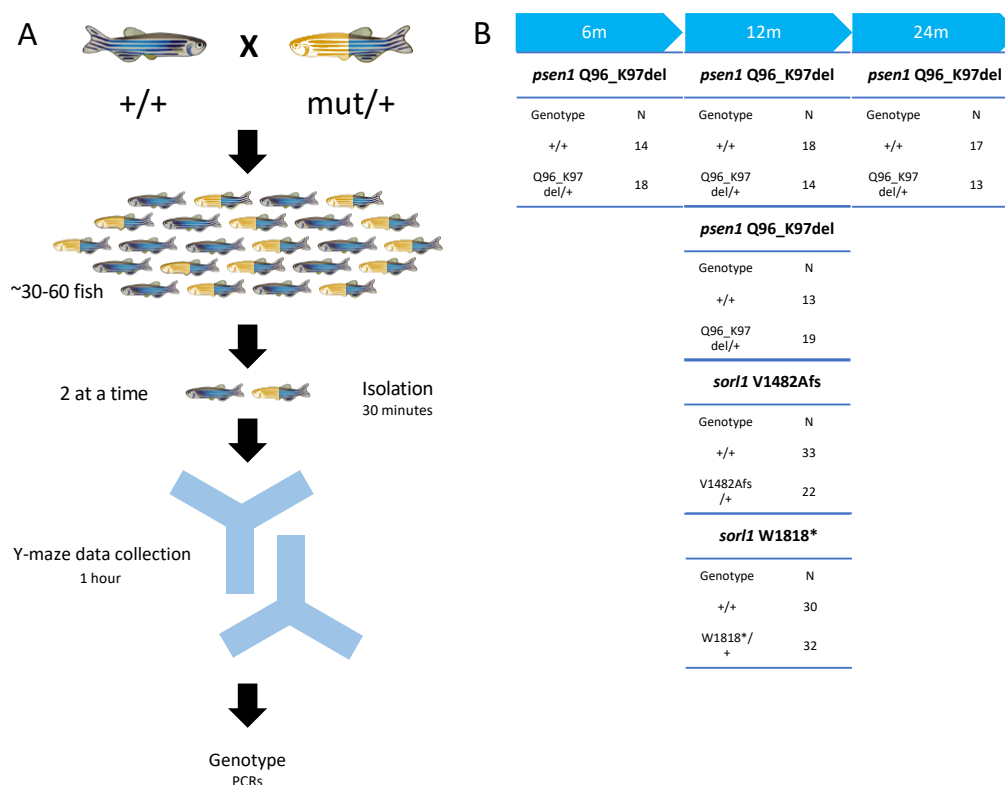 A
X
+/+
mut/+
~30-60 fish
2 at a time
Isolation
30 minutes
Y-maze data collection
1 hour
Genotype
PCRs
B
6m
12m
24m
psen1 Q96_K97del
psen1 Q96_K97del
psen1 Q96_K97del
Genotype N
Genotype N
Genotype N
+/+ 14
+/+ 18
+/+ 17
Q96_K97
del/+ 18
Q96_K97
del/+ 14
Q96_K97
del/+ 13
psen1 Q96_K97del
Genotype N
+/+ 13
Q96_K97
del/+ 19
sorl1 V1482Afs
Genotype N
+/+ 33
V1482Afs
/+ 22
sorl1 W1818*
Genotype N
+/+ 30
W1818*/
+ 32